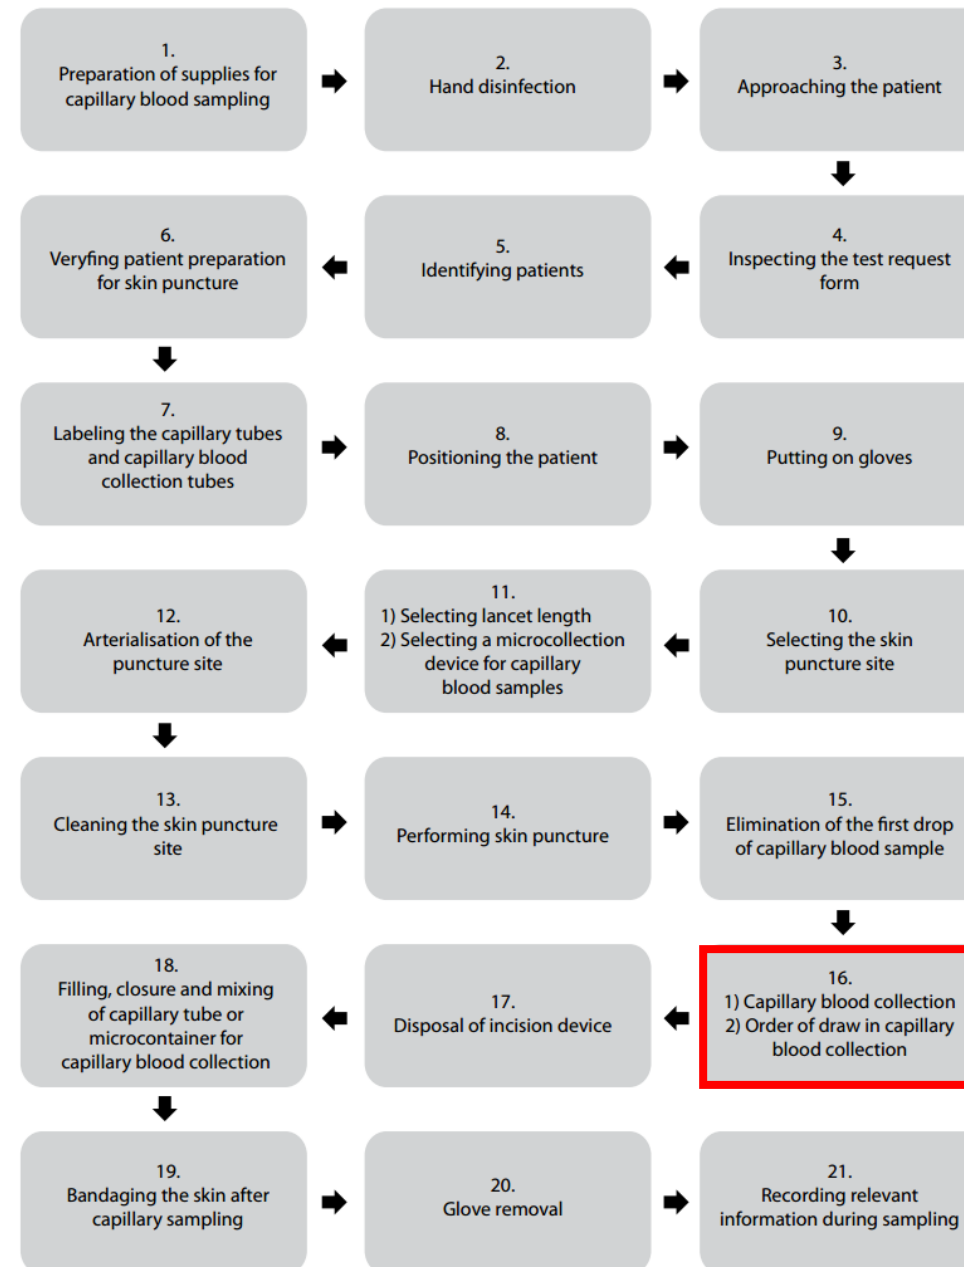 1.
Preparation of supplies for
capillary blood sampling
2.
Hand disinfection
3.
Approaching the patient
4.
Inspecting the test request
form
5.
Identifying patients
6.
Veryfing patient preparation
for skin puncture
7.
Labeling the capillary tubes
and capillary blood
collection tubes
8.
Positioning the patient
9.
Putting on gloves
10.
Selecting the skin
puncture site
11.
1) Selecting lancet length
2) Selecting a microcollection
device for capillary
blood samples
12.
Arterialisation of the
puncture site
13.
Cleaning the skin puncture
site
14.
Performing skin puncture
15.
Elimination of the first drop
of capillary blood sample
16.
1) Capillary blood collection
2) Order of draw in capillary
blood collection
17.
Disposal of incision device
18.
Filling, closure and mixing
of capillary tube or
microcontainer for
capillary blood collection
19.
Bandaging the skin after
capillary sampling
20.
Glove removal
21.
Recording relevant
information during sampling